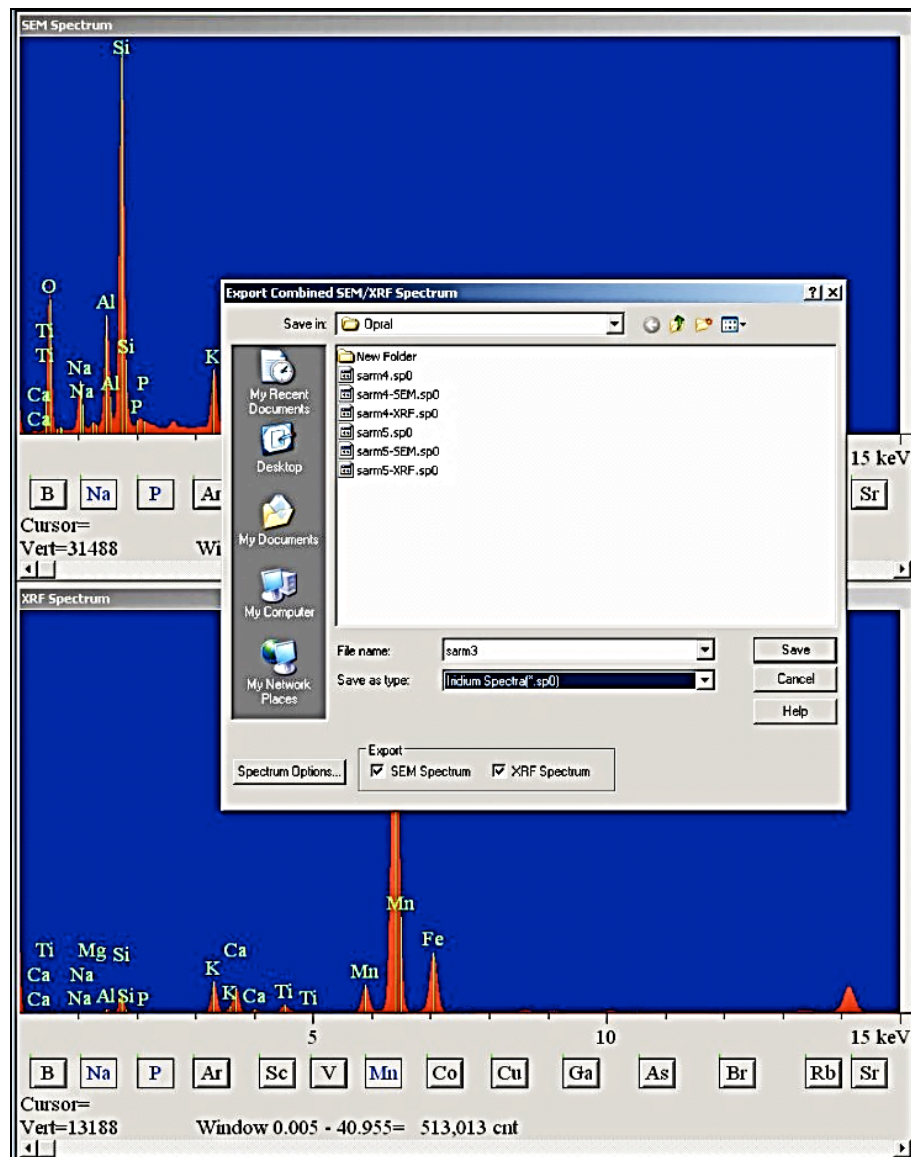 SEM Spectrum
Si
O
Al
Ti
Ti
Si
K
Na
Ca
Na
Al
P
Ca
P
15 keV
B Na P Ar Sr
Cursor=
Vert=31488 Wi
Export Combined SEM/XRF Spectrum
Save in: Opral
My Recent Documents
Desktop
My Documents
My Computer
My Network Places
New Folder
sarm4.sp0
sarm4-SEM.sp0
sarm4-XRF.sp0
sarm5.sp0
sarm5-SEM.sp0
sarm5-XRF.sp0
File name: sarm3 Save
Save as type: Iridium Spectra(*.sp0) Cancel
Help
Export
Spectrum Options... SEM Spectrum XRF Spectrum
XRF Spectrum
Mn
Fe
Ti Mg Si Ca
K
Ca Na Mn
Ca Na Al Si P K Ca Ti Ti
5 10 15 keV
B Na P Ar Sc V Mn Co Cu Ga As Br Rb Sr
Cursor=
Vert=13188 Window 0.005 - 40.955= 513,013 cnt